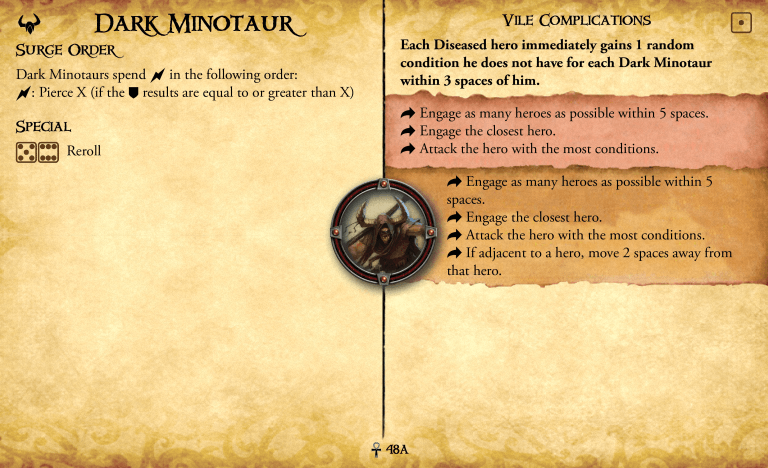 Dark Minotaur
Surge Order
Dark Minotaurs spend in the following order:
: Pierce X (if the results are equal to or greater than X)
Special
Reroll
Vile Complications
Each Diseased hero immediately gains 1 random
condition he does not have for each Dark Minotaur
within 3 spaces of him.
Engage as many heroes as possible within 5 spaces.
Engage the closest hero.
Attack the hero with the most conditions.
Engage as many heroes as possible within 5
spaces.
Engage the closest hero.
Attack the hero with the most conditions.
If adjacent to a hero, move 2 spaces away from
that hero.
48A